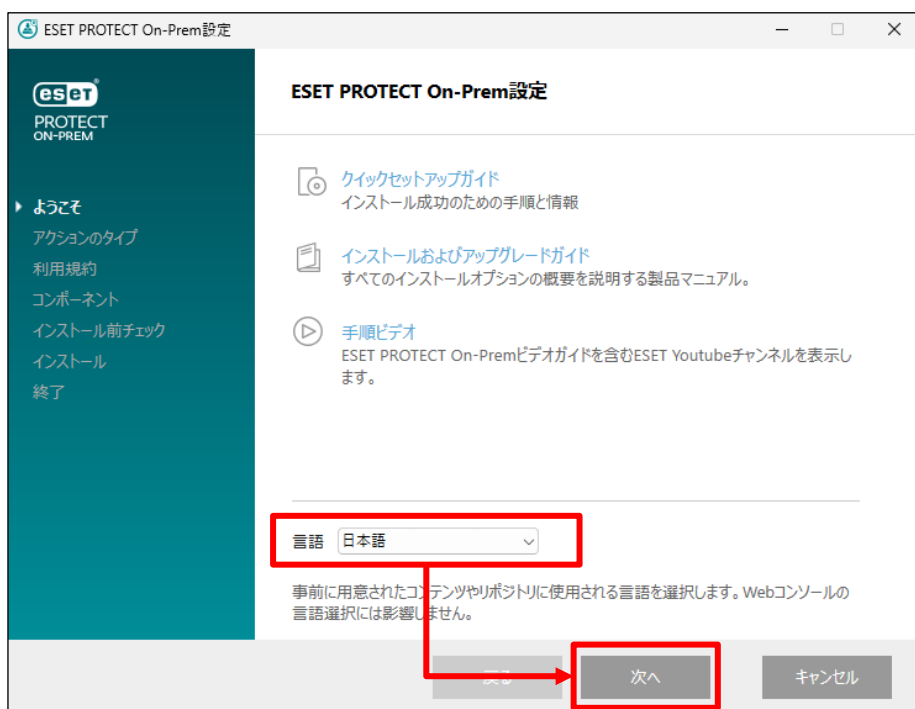 ESET PROTECT On-Prem設定
eset
PROTECT
ON-PREM
ようこそ
アクションのタイプ
利用規約
コンポーネント
インストール前チェック
インストール
終了
ESET PROTECT On-Prem設定
クイックセットアップガイド
インストール成功のための手順と情報
インストールおよびアップグレードガイド
すべてのインストールオプションの概要を説明する製品マニュアル。
手順ビデオ
ESET PROTECT On-Premビデオガイドを含むESET Youtubeチャンネルを表示し
ます。
言語 日本語
事前に用意されたコンテンツやリポジトリに使用される言語を選択します。Webコンソールの
言語選択には影響しません。
戻る 次へ キャンセル